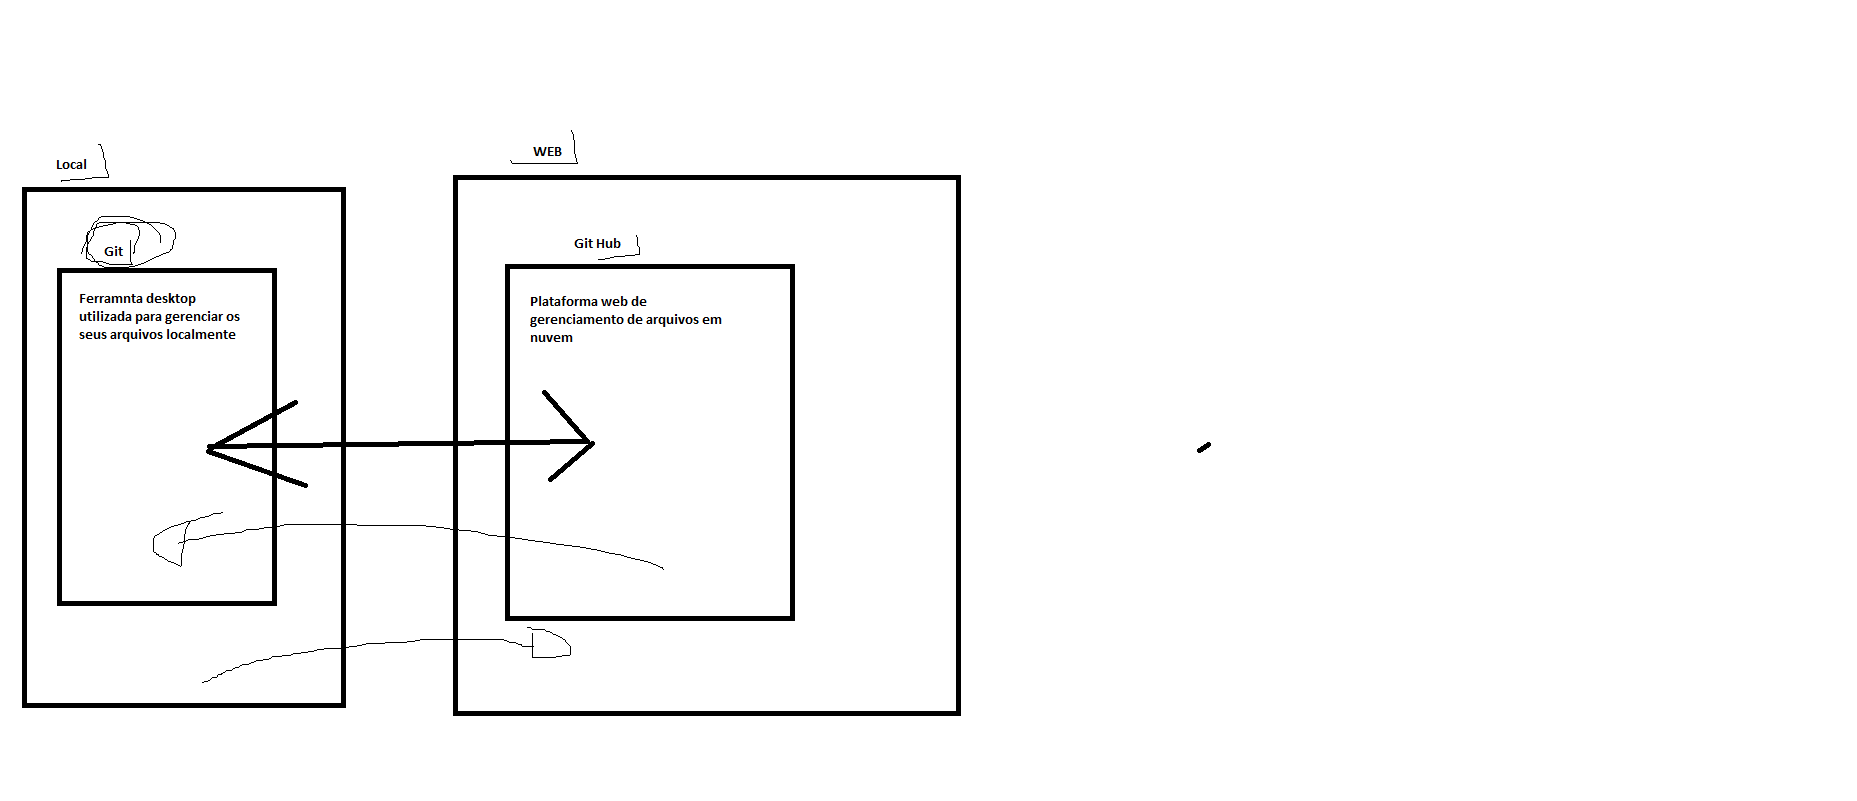 Local
WEB
Git
Git Hub
Ferramnta desktop
utilizada para gerenciar os
seus arquivos localmente
Plataforma web de
gerenciamento de arquivos em
nuvem